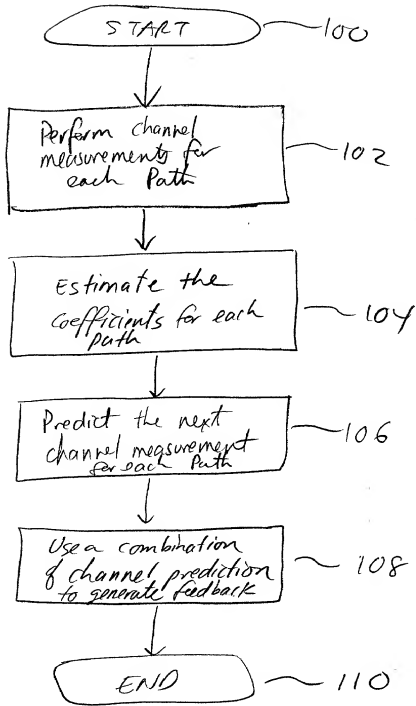 START
100
Perform channel
measurements for
each Path
102
Estimate the
Coefficients for each
path
104
Predict the next
channel measurement
for each Path
106
Use a combination
of channel prediction
to generate feedback
108
END
110